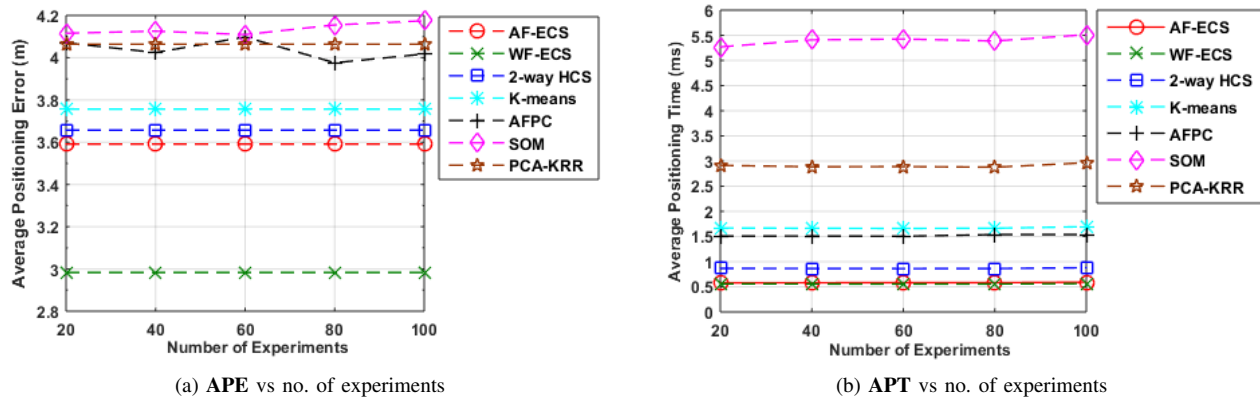 4.2
4
3.8
3.6
3.4
3.2
3
2.8
Average Positioning Error (m)
20 40 60 80 100
Number of Experiments
AF-ECS
WF-ECS
2-way HCS
K-means
AFPC
SOM
PCA-KRR
(a) APE vs no. of experiments
6
5.5
5
4.5
4
3.5
3
2.5
2
1.5
1
0.5
0
Average Positioning Time (ms)
20 40 60 80 100
Number of Experiments
AF-ECS
WF-ECS
2-way HCS
K-means
AFPC
SOM
PCA-KRR
(b) APT vs no. of experiments